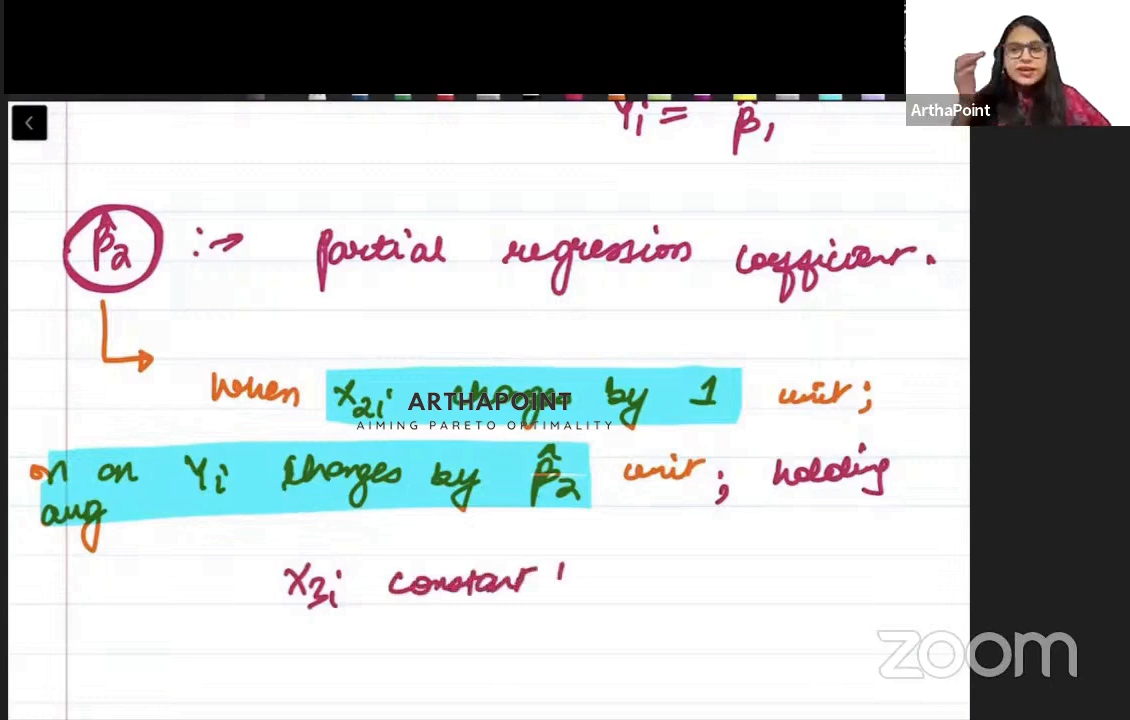 ArthaPoint
Yi = β̂1
β̂2 :→ partial regression coefficient.
when X2i changes by 1 unit;
ARTHAPOINT
AIMING PARETO OPTIMALITY
on an Yi changes by β̂2 unit; holding
avg
X3i constant '
zoom